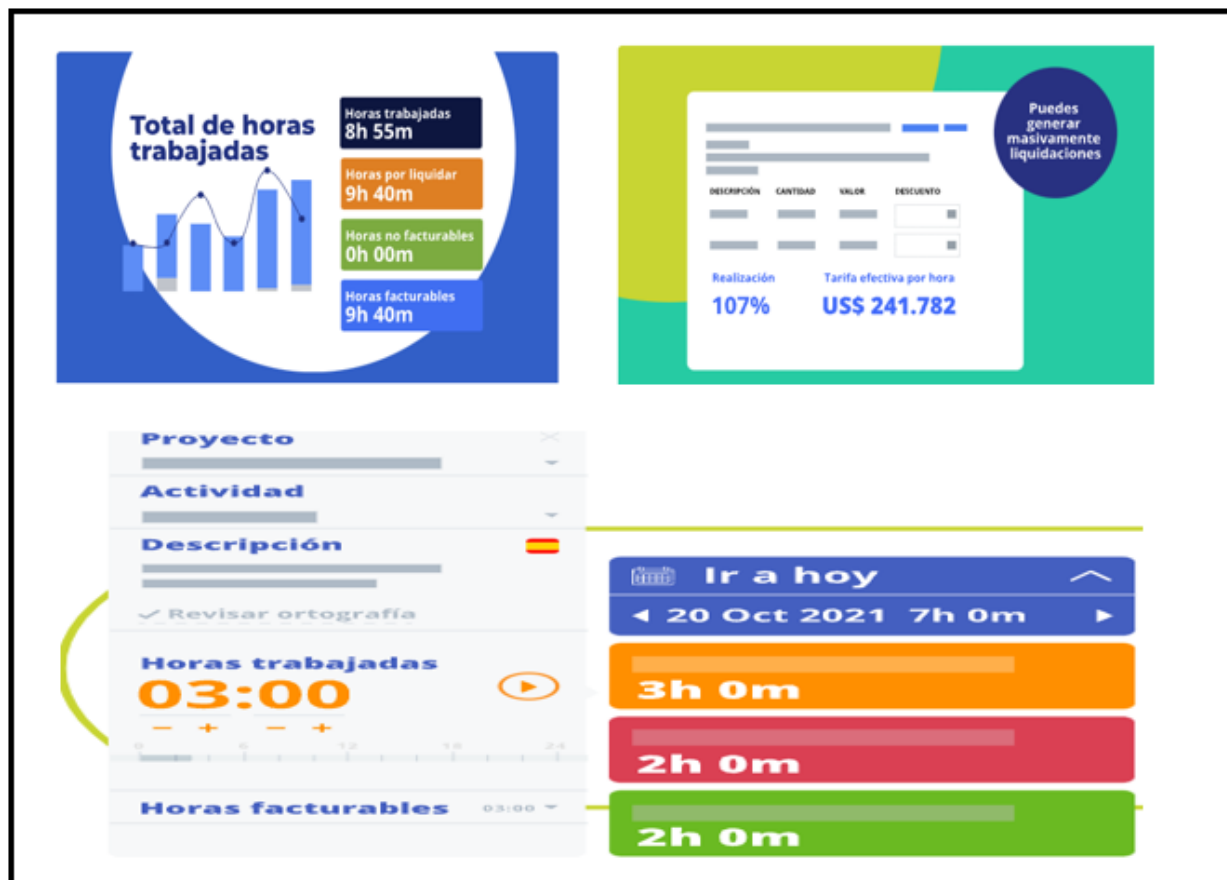 Total de horas
trabajadas
Horas trabajadas
8h 55m
Horas por liquidar
9h 40m
Horas no facturables
0h 00m
Horas facturables
9h 40m
Puedes
generar
masivamente
liquidaciones
DESCRIPCIÓN CANTIDAD VALOR DESCUENTO
Realización Tarifa efectiva por hora
107% US$ 241.782
Proyecto
Actividad
Descripción
Revisar ortografía
Horas trabajadas
03:00
0 6 12 18 24
Horas facturables 03:00
Ir a hoy
20 Oct 2021 7h 0m
3h 0m
2h 0m
2h 0m